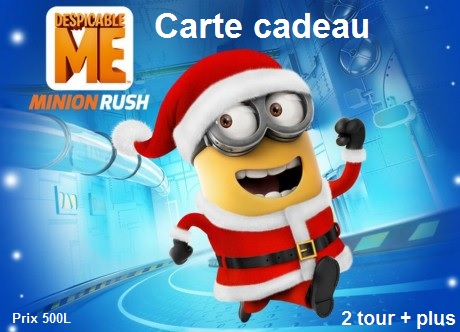 DESPICABLE
ME
MINION RUSH
Carte cadeau
Prix 500L
2 tour + plus